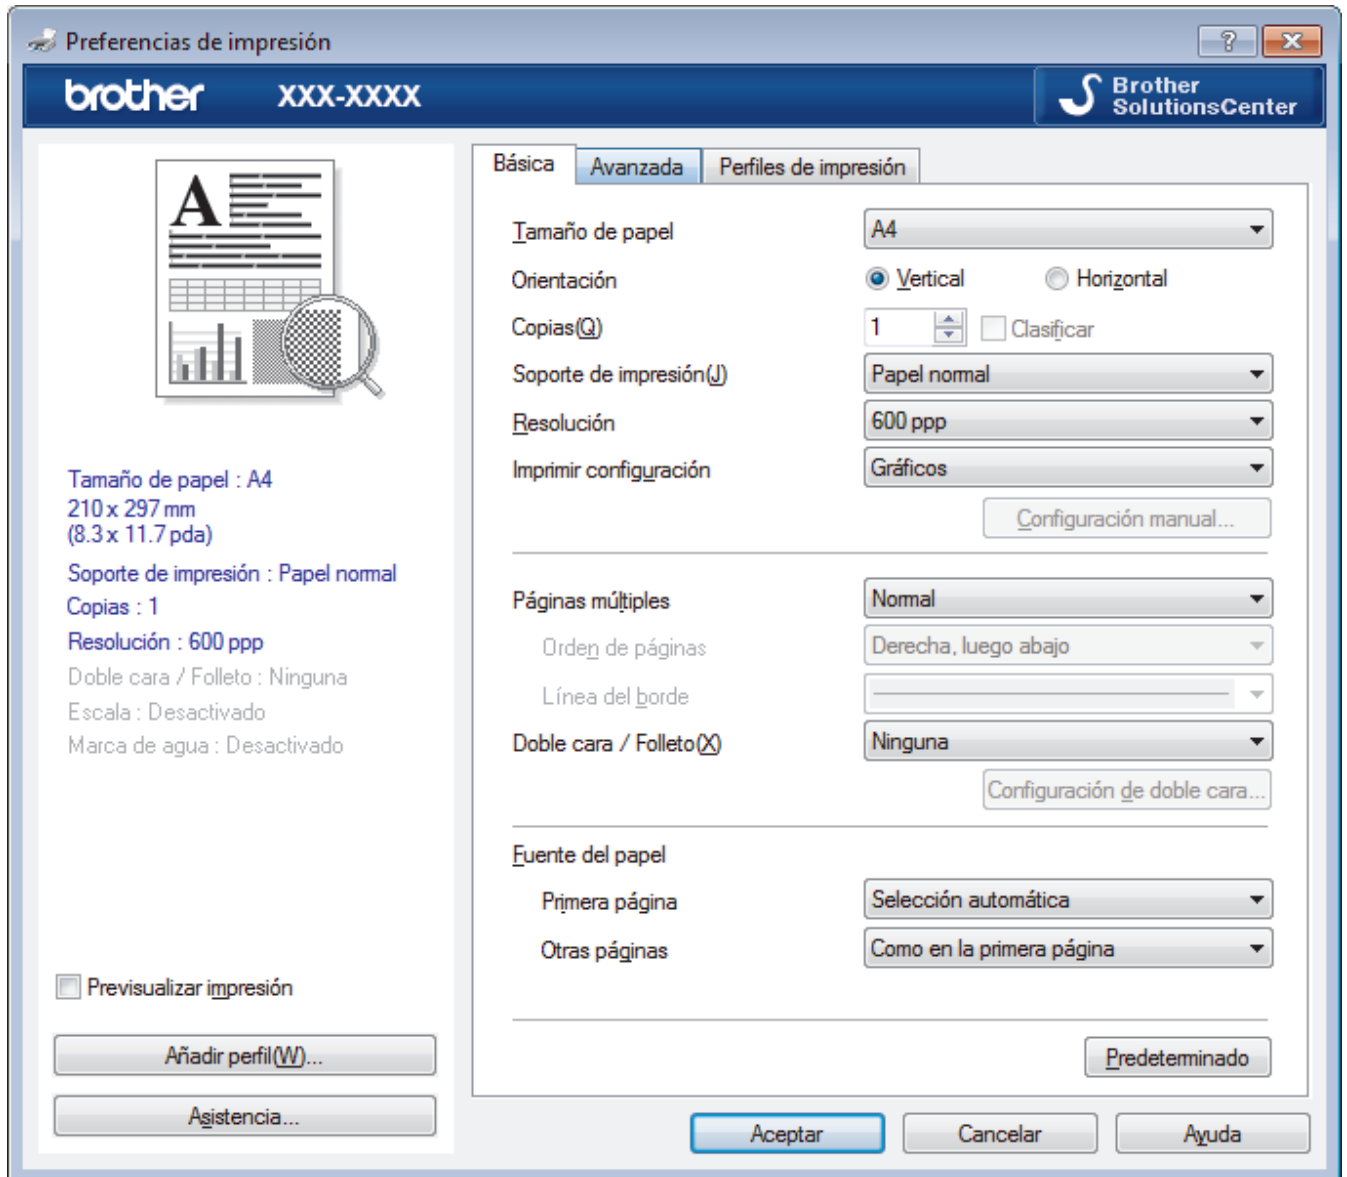 Preferencias de impresión
?
brother XXX-XXXX
Brother
SolutionsCenter
A
Tamaño de papel : A4
210 x 297 mm
(8.3 x 11.7 pda)
Soporte de impresión : Papel normal
Copias : 1
Resolución : 600 ppp
Doble cara / Folleto : Ninguna
Escala : Desactivado
Marca de agua : Desactivado
Previsualizar impresión
Añadir perfil(W)...
Asistencia...
Básica Avanzada Perfiles de impresión
Tamaño de papel A4
Orientación Vertical Horizontal
Copias(Q) 1 Clasificar
Soporte de impresión(J) Papel normal
Resolución 600 ppp
Imprimir configuración Gráficos
Configuración manual...
Páginas múltiples Normal
Orden de páginas Derecha, luego abajo
Línea del borde
Doble cara / Folleto(X) Ninguna
Configuración de doble cara...
Fuente del papel
Primera página Selección automática
Otras páginas Como en la primera página
Predeterminado
Aceptar Cancelar Ayuda